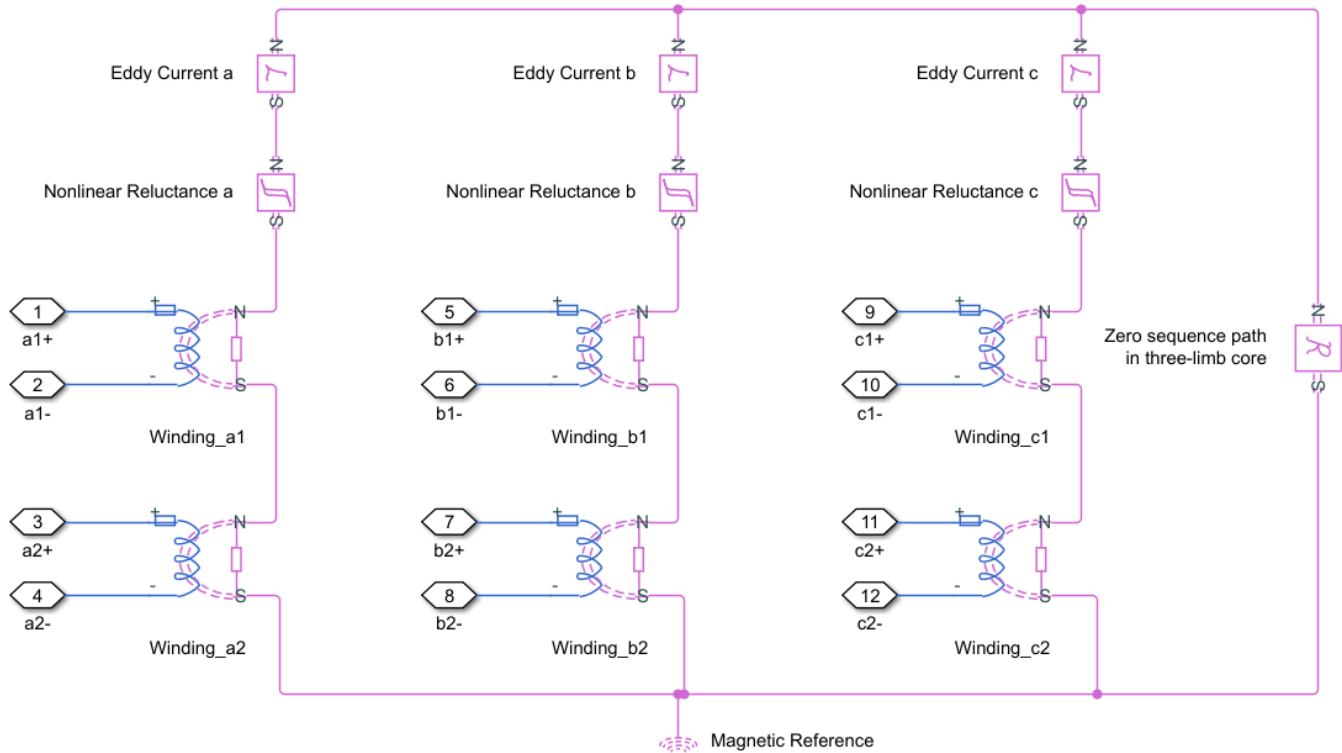 N N N
Eddy Current a Eddy Current b Eddy Current c
S S S
N N N
Nonlinear Reluctance a Nonlinear Reluctance b Nonlinear Reluctance c
S S S
1 + N 5 + N 9 + N N
a1+ b1+ c1+
Zero sequence path
in three-limb core
R
2 - S 6 - S 10 - S S
a1- b1- c1-
Winding_a1 Winding_b1 Winding_c1
3 + N 7 + N 11 + N
a2+ b2+ c2+
4 - S 8 - S 12 - S
a2- b2- c2-
Winding_a2 Winding_b2 Winding_c2
Magnetic Reference